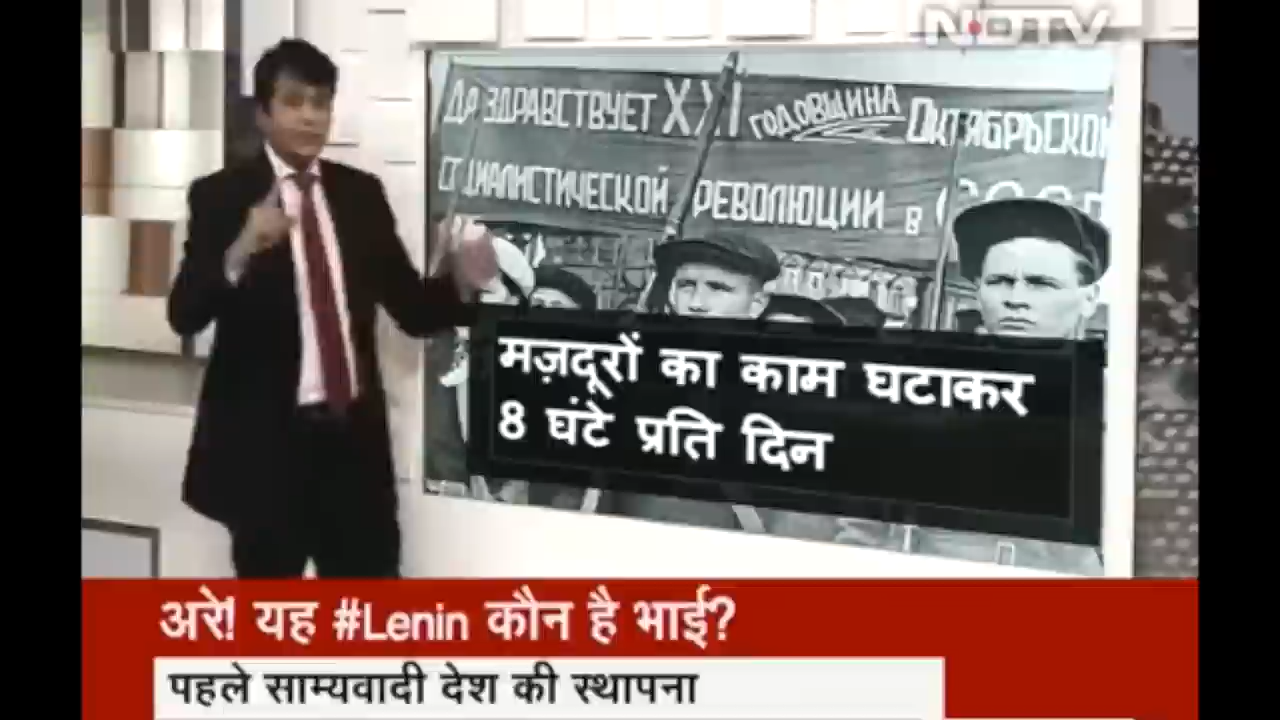 NDTV
ДА ЗДРАВСТВУЕТ XXI ГОДОВЩИНА ОКТЯБРЬСКОЙ
СОЦИАЛИСТИЧЕСКОЙ РЕВОЛЮЦИИ В
मज़दूरों का काम घटाकर
8 घंटे प्रति दिन
अरे! यह #Lenin कौन है भाई?
पहले साम्यवादी देश की स्थापना